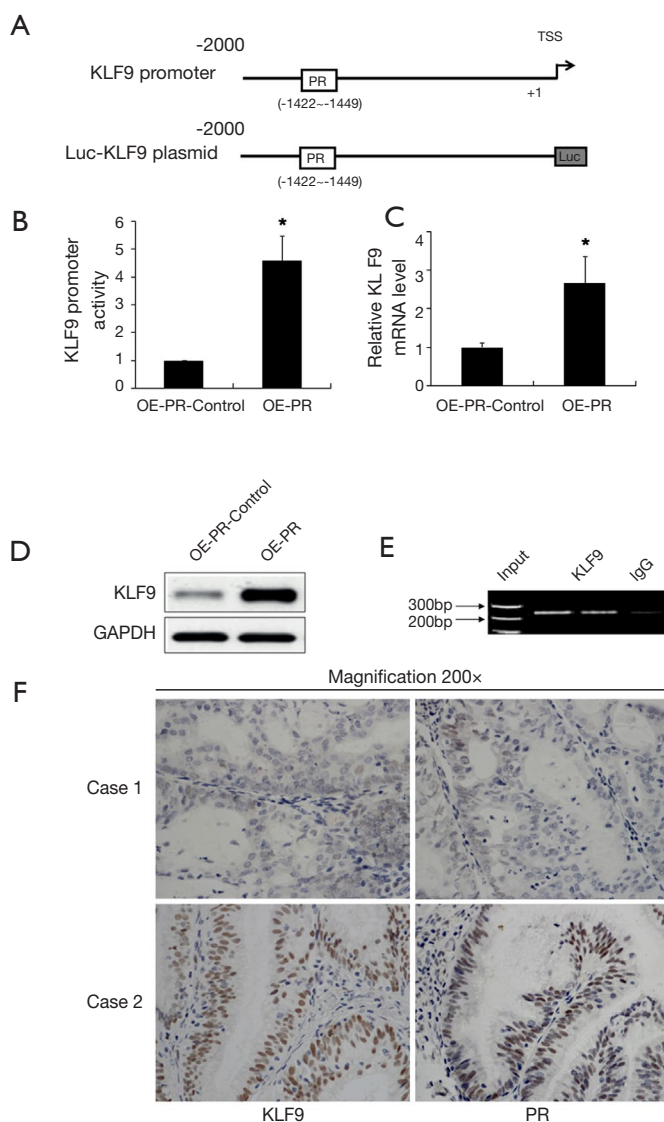 A
-2000
TSS
KLF9 promoter
PR
+1
(-1422~-1449)
-2000
Luc-KLF9 plasmid
PR
Luc
(-1422~-1449)
B
KLF9 promoter
activity
6
5
4
3
2
1
0
*
OE-PR-Control
OE-PR
C
Relative KL F9
mRNA level
4
3
2
1
0
*
OE-PR-Control
OE-PR
D
OE-PR-Control
OE-PR
KLF9
GAPDH
E
Input
KLF9
IgG
300bp
200bp
F
Magnification 200×
Case 1
Case 2
KLF9
PR